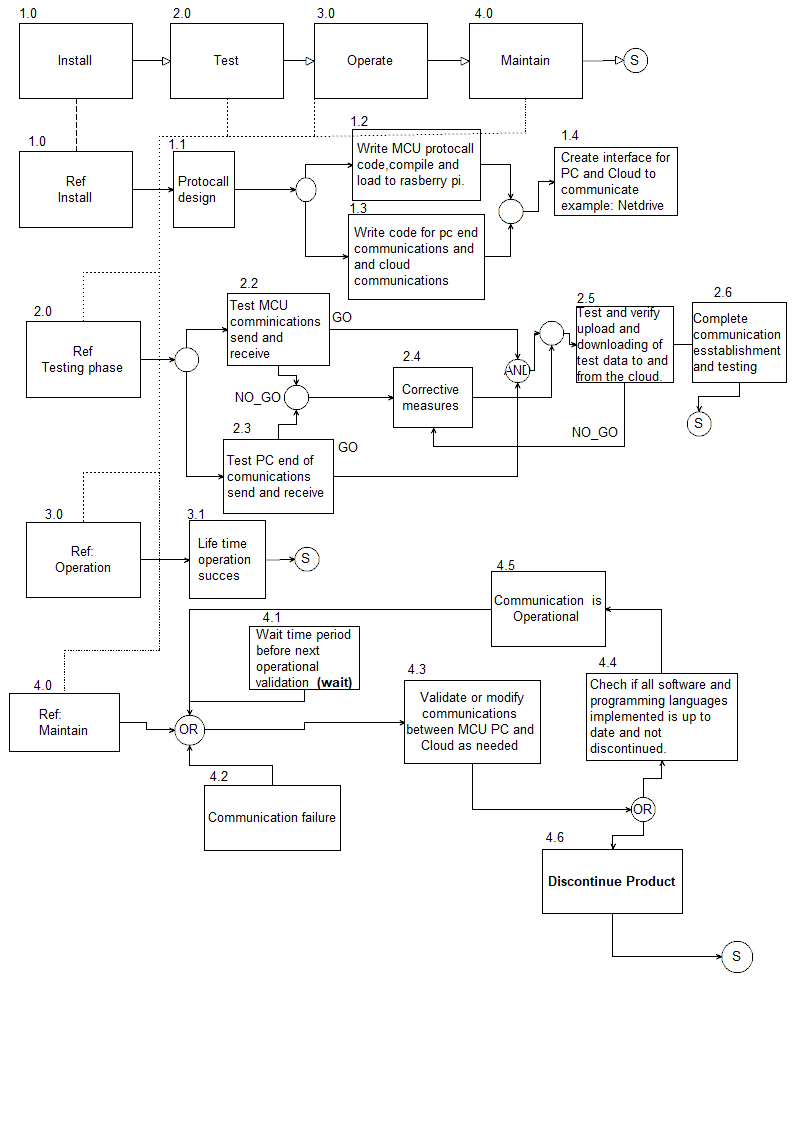 1.0
2.0
3.0
4.0
Install
Test
Operate
Maintain
S
1.0
Ref
Install
1.1
Protocall
design
1.2
Write MCU protocall
code,compile and
load to rasberry pi.
1.3
Write code for pc end
communications and
and cloud
communications
1.4
Create interface for
PC and Cloud to
communicate
example: Netdrive
2.0
Ref
Testing phase
2.2
Test MCU
comminications
send and
receive
GO
NO_GO
2.3
Test PC end of
comunications
send and receive
GO
2.4
Corrective
measures
AND
2.5
Test and verify
upload and
downloading of
test data to and
from the cloud.
NO_GO
2.6
Complete
communication
esstablishment
and testing
S
3.0
Ref:
Operation
3.1
Life time
operation
succes
S
4.0
Ref:
Maintain
4.1
Wait time period
before next
operational
validation (wait)
OR
4.2
Communication failure
4.3
Validate or modify
communications
between MCU PC and
Cloud as needed
4.5
Communication is
Operational
4.4
Chech if all software and
programming languages
implemented is up to
date and not
discontinued.
OR
4.6
Discontinue Product
S